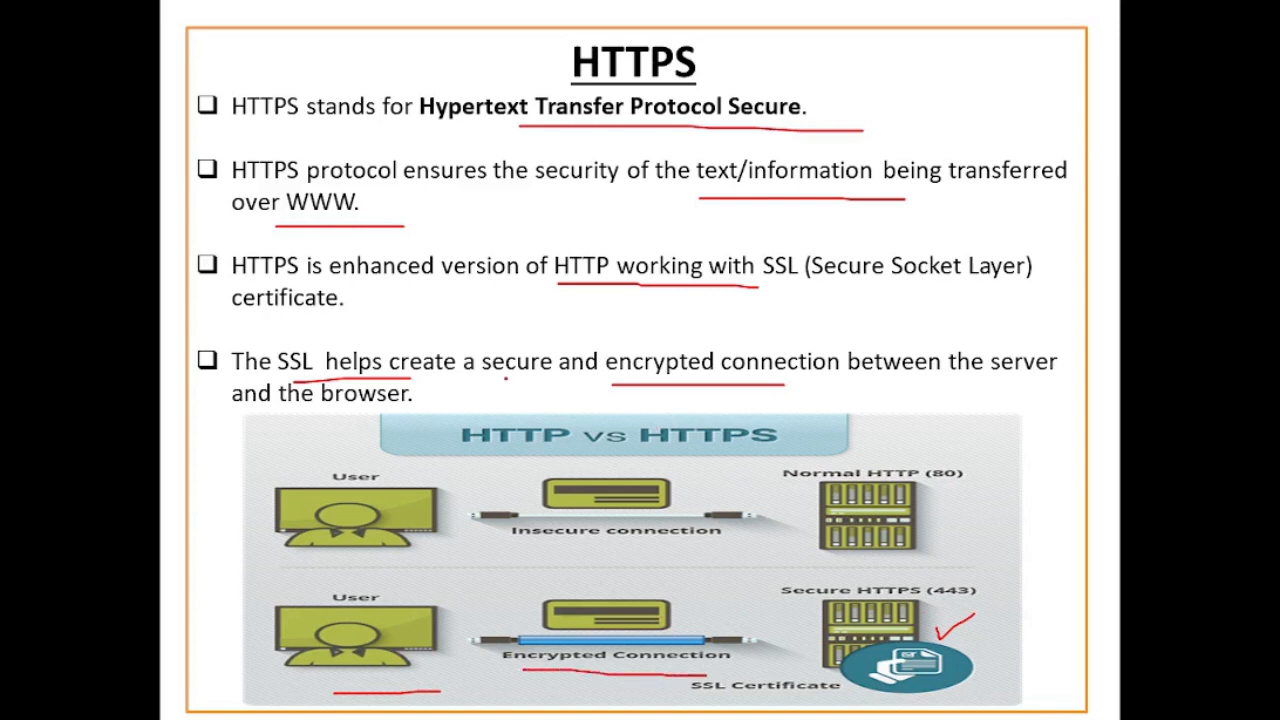 HTTPS
❑ HTTPS stands for Hypertext Transfer Protocol Secure.
❑ HTTPS protocol ensures the security of the text/information being transferred
over WWW.
❑ HTTPS is enhanced version of HTTP working with SSL (Secure Socket Layer)
certificate.
❑ The SSL helps create a secure and encrypted connection between the server
and the browser.
HTTP vs HTTPS
User
Normal HTTP (80)
Insecure connection
User
Secure HTTPS (443)
Encrypted Connection
SSL Certificate